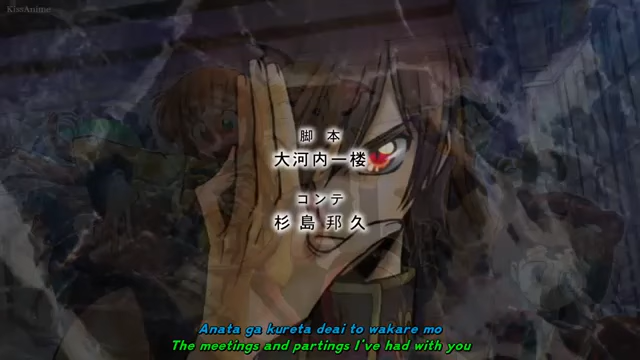 KissAnime
脚 本
大河内一楼
コンテ
杉島邦久
Anata ga kureta deai to wakare mo
The meetings and partings I've had with you